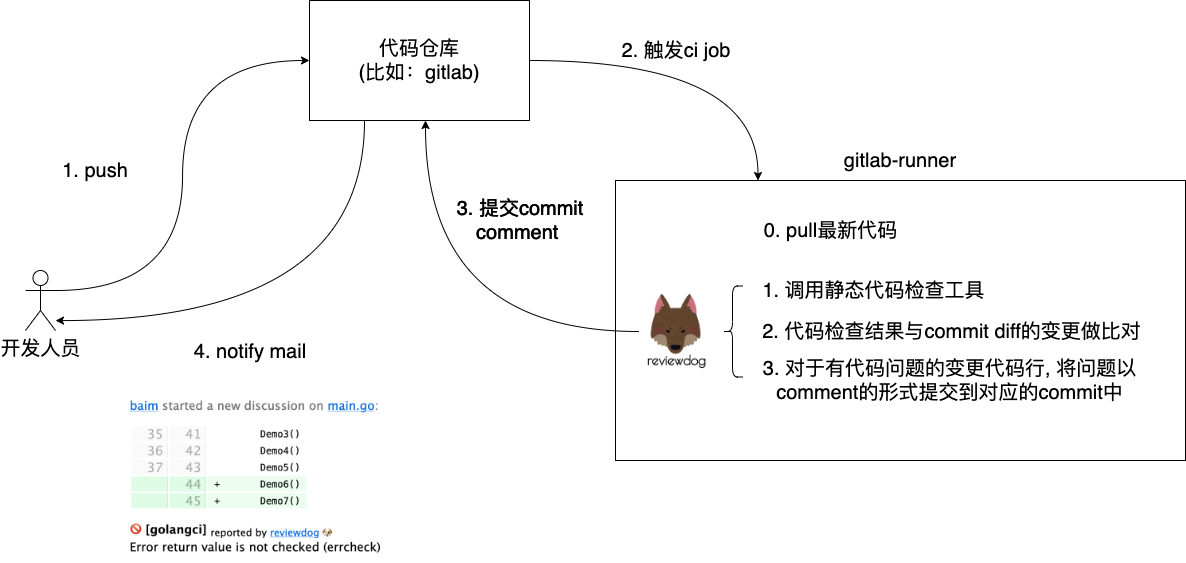 代码仓库
(比如：gitlab)
2. 触发ci job
1. push
gitlab-runner
3. 提交commit
comment
0. pull最新代码
1. 调用静态代码检查工具
2. 代码检查结果与commit diff的变更做比对
3. 对于有代码问题的变更代码行, 将问题以
comment的形式提交到对应的commit中
reviewdog
开发人员
4. notify mail
baim started a new discussion on main.go:
35 41 Demo3()
36 42 Demo4()
37 43 Demo5()
44 + Demo6()
45 + Demo7()
[golangci] reported by reviewdog
Error return value is not checked (errcheck)